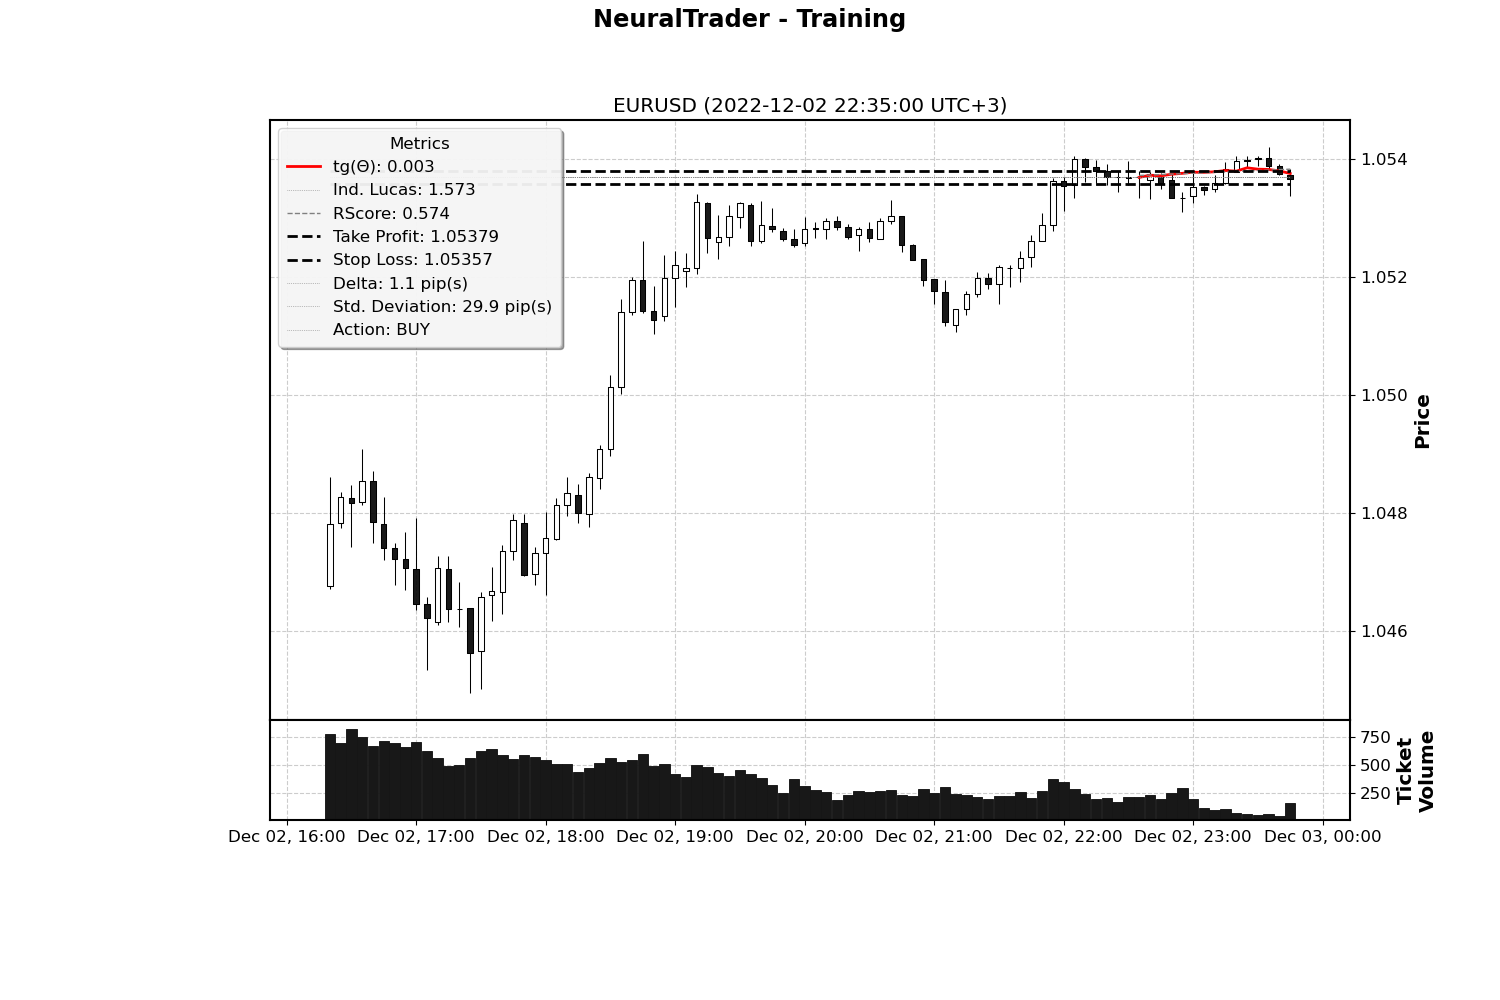 NeuralTrader - Training
EURUSD (2022-12-02 22:35:00 UTC+3)
Metrics
tg(Θ): 0.003
Ind. Lucas: 1.573
RScore: 0.574
Take Profit: 1.05379
Stop Loss: 1.05357
Delta: 1.1 pip(s)
Std. Deviation: 29.9 pip(s)
Action: BUY
1.054
1.052
1.050
1.048
1.046
Price
750
500
250
Ticket
Volume
Dec 02, 16:00 Dec 02, 17:00 Dec 02, 18:00 Dec 02, 19:00 Dec 02, 20:00 Dec 02, 21:00 Dec 02, 22:00 Dec 02, 23:00 Dec 03, 00:00